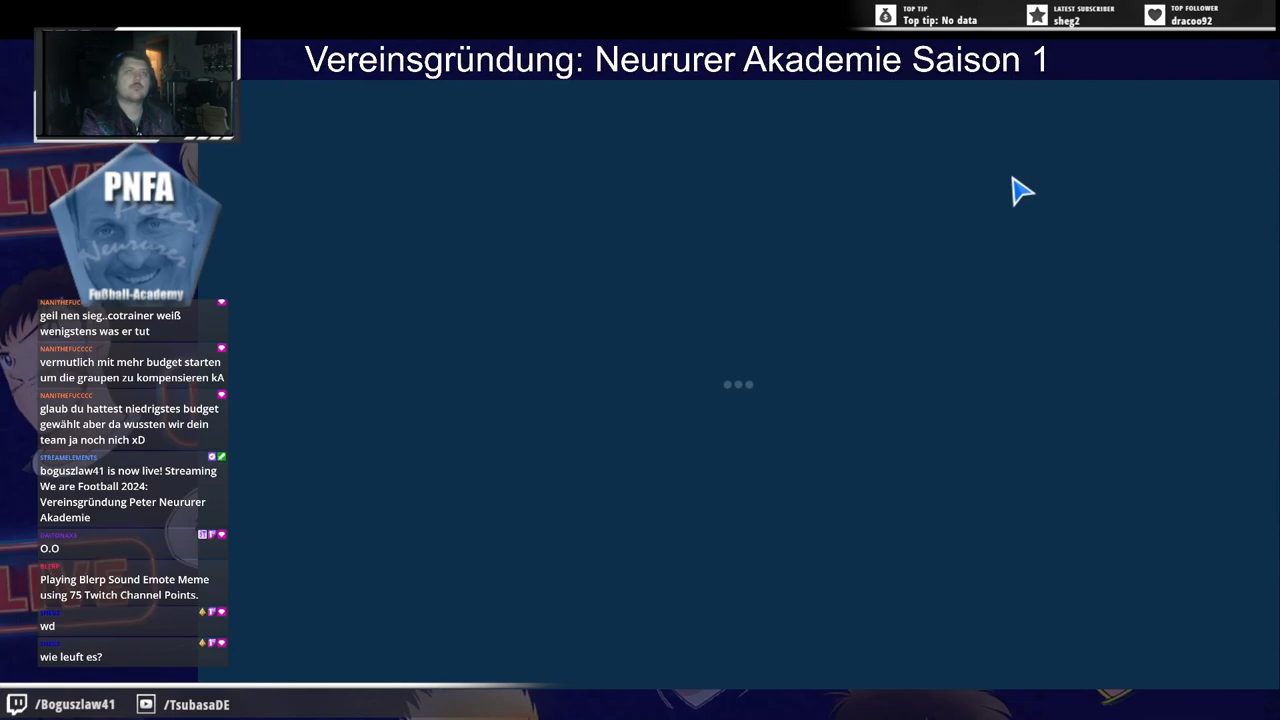 TOP TIP
Top tip: No data
LATEST SUBSCRIBER
sheg2
TOP FOLLOWER
dracoo92
Vereinsgründung: Neururer Akademie Saison 1
PNFA
Peter
Neururer
Fußball-Academy
geil nen sieg..cotrainer weiß
wenigstens was er tut
NANITHEFUCCCC
vermutlich mit mehr budget starten
um die graupen zu kompensieren kA
NANITHEFUCCCC
glaub du hattest niedrigstes budget
gewählt aber da wussten wir dein
team ja noch nich xD
STREAMELEMENTS
boguszlaw41 is now live! Streaming
We are Football 2024:
Vereinsgründung Peter Neururer
Akademie
O.O
BLERP
Playing Blerp Sound Emote Meme
using 75 Twitch Channel Points.
wd
wie leuft es?
/Boguszlaw41
/TsubasaDE